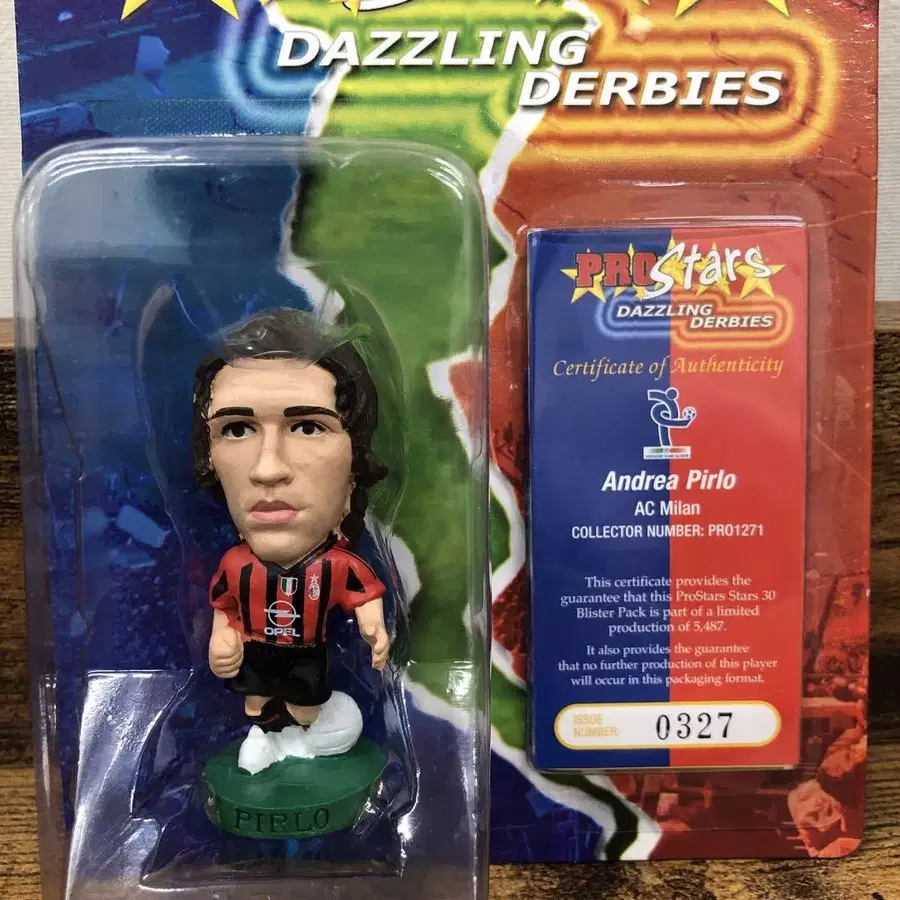 DAZZLING
DERBIES
PROStars
DAZZLING
DERBIES
Certificate of Authenticity
Andrea Pirlo
AC Milan
COLLECTOR NUMBER: PRO1271
This certificate provides the
guarantee that this ProStars Stars 30
Blister Pack is part of a limited
production of 5,487.
It also provides the guarantee
that no further production of this player
will occur in this packaging format.
ISSUE
NUMBER:
0327
OPEL
PIRLO